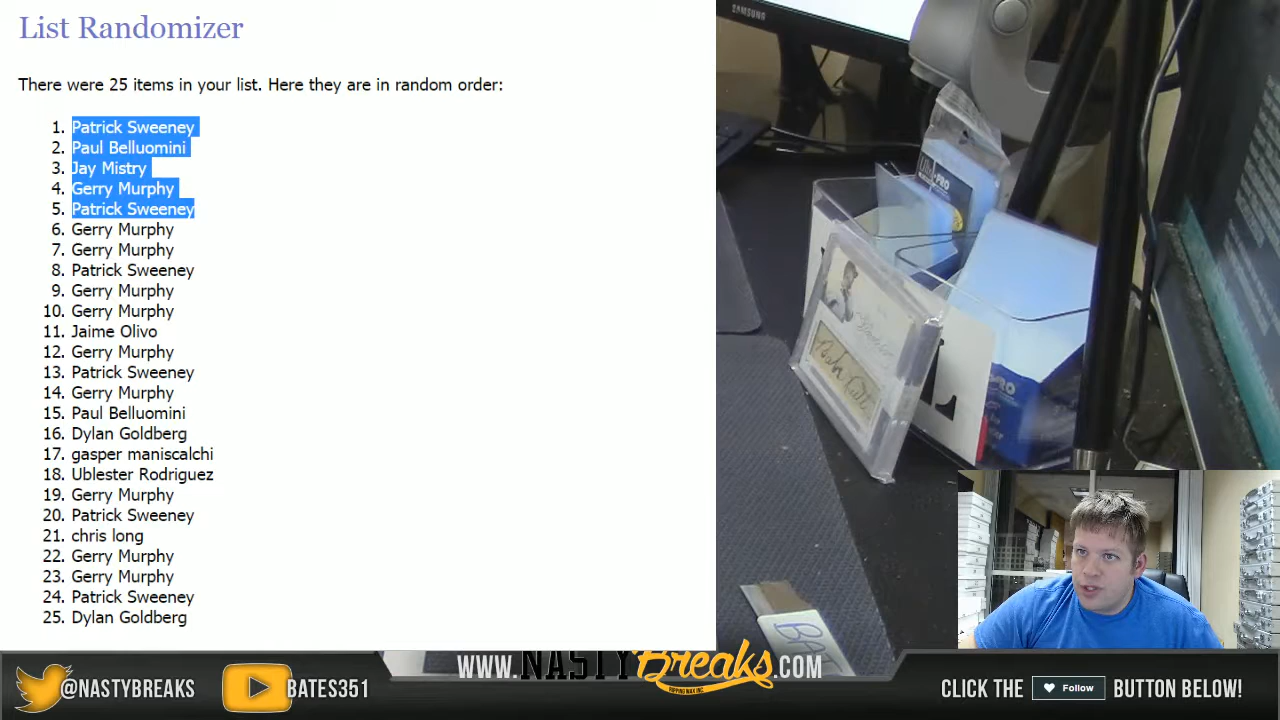 List Randomizer
There were 25 items in your list. Here they are in random order:
1. Patrick Sweeney
2. Paul Belluomini
3. Jay Mistry
4. Gerry Murphy
5. Patrick Sweeney
6. Gerry Murphy
7. Gerry Murphy
8. Patrick Sweeney
9. Gerry Murphy
10. Gerry Murphy
11. Jaime Olivo
12. Gerry Murphy
13. Patrick Sweeney
14. Gerry Murphy
15. Paul Belluomini
16. Dylan Goldberg
17. gasper maniscalchi
18. Ublester Rodriguez
19. Gerry Murphy
20. Patrick Sweeney
21. chris long
22. Gerry Murphy
23. Gerry Murphy
24. Patrick Sweeney
25. Dylan Goldberg
SAMSUNG
@NASTYBREAKS
BATES351
WWW.NASTYBreaks.COM
RIPPING WAX INC
CLICK THE Follow BUTTON BELOW!